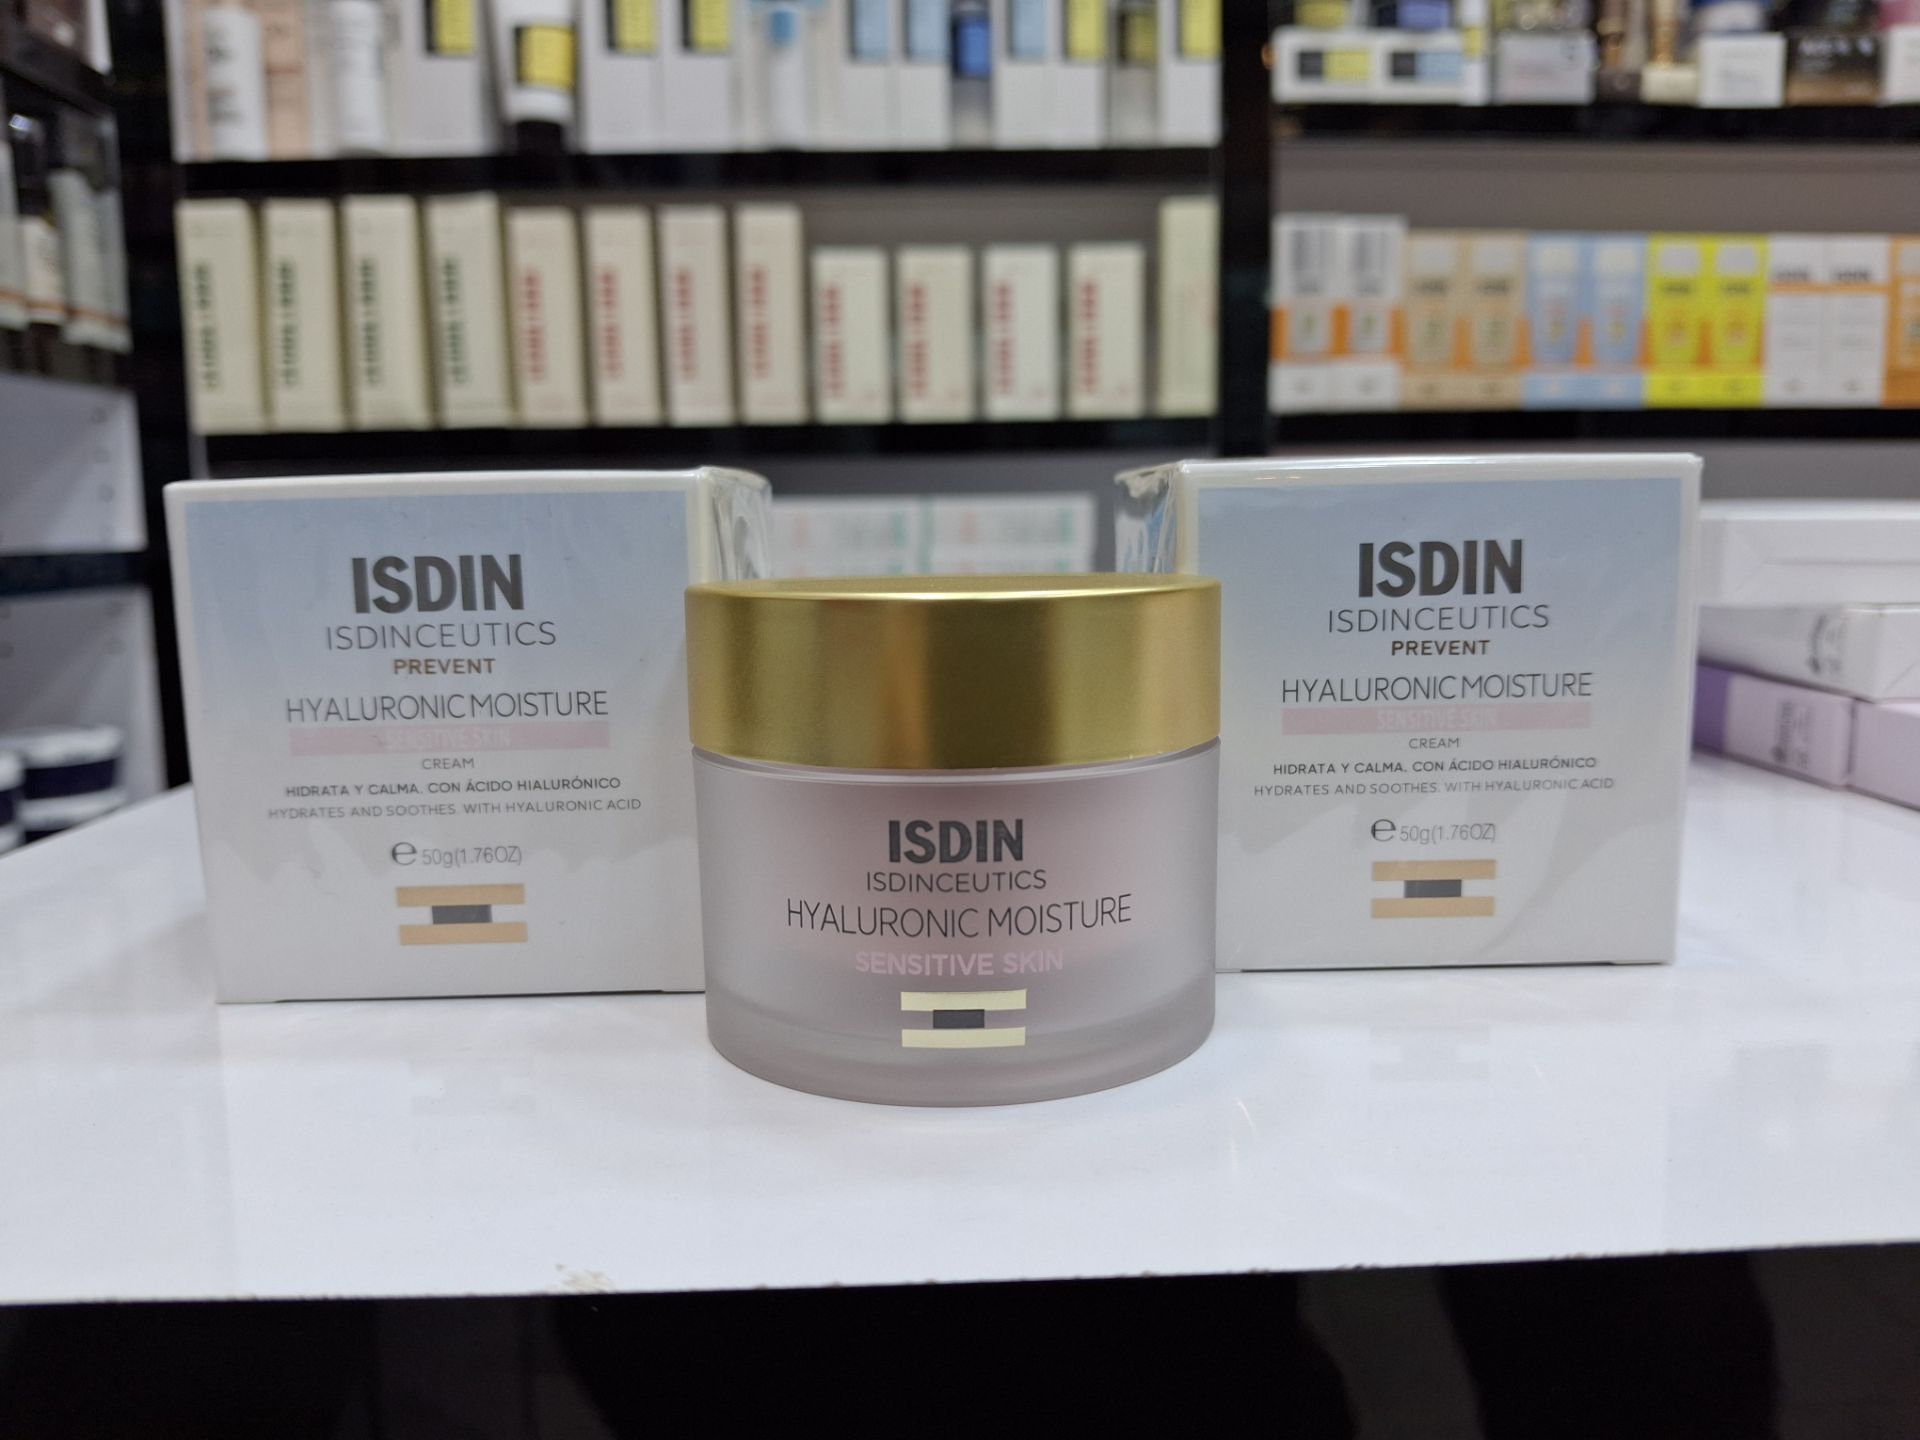 ISDIN
ISDINCEUTICS
PREVENT
HYALURONIC MOISTURE
SENSITIVE SKIN
CREAM
HIDRATA Y CALMA. CON ÁCIDO HIALURÓNICO
HYDRATES AND SOOTHES. WITH HYALURONIC ACID
e 50g(1.76OZ)
ISDIN
ISDINCEUTICS
HYALURONIC MOISTURE
SENSITIVE SKIN
ISDIN
ISDINCEUTICS
PREVENT
HYALURONIC MOISTURE
SENSITIVE SKIN
CREAM
HIDRATA Y CALMA. CON ÁCIDO HIALURÓNICO
HYDRATES AND SOOTHES. WITH HYALURONIC ACID
e 50g(1.76OZ)